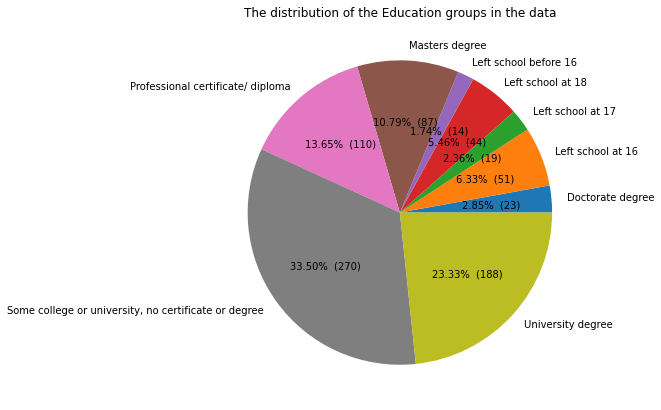 The distribution of the Education groups in the data
Masters degree
Left school before 16
Left school at 18
Professional certificate/ diploma
Left school at 17
10.79%  (87)
1.74%  (14)
5.46%  (44)
13.65%  (110)
Left school at 16
2.36%  (19)
6.33%  (51)
Doctorate degree
2.85%  (23)
33.50%  (270)
23.33%  (188)
Some college or university, no certificate or degree
University degree